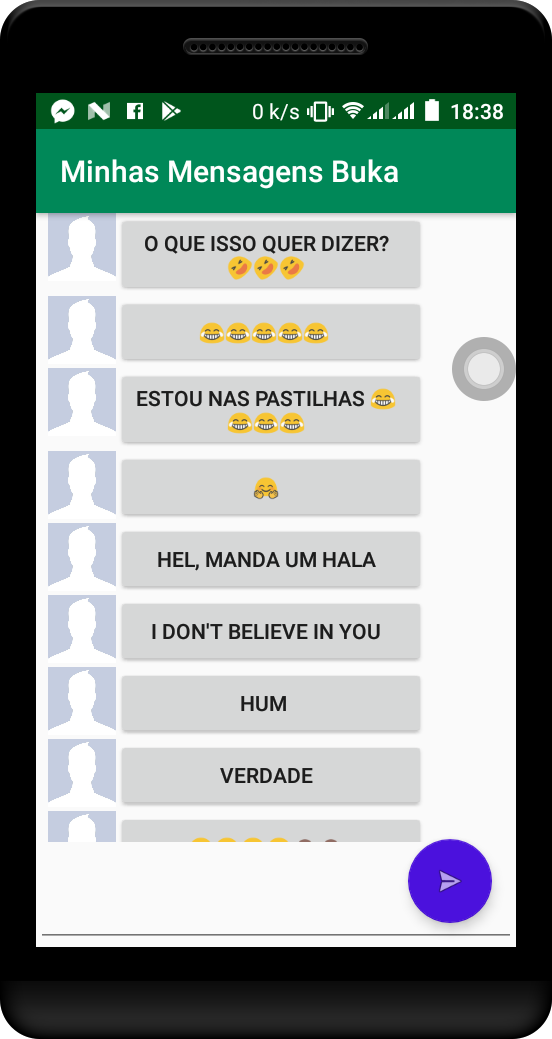 0 k/s 18:38
Minhas Mensagens Buka
O QUE ISSO QUER DIZER?
🤣🤣🤣
😂😂😂😂😂
ESTOU NAS PASTILHAS 😂
😂😂😂
🤗
HEL, MANDA UM HALA
I DON'T BELIEVE IN YOU
HUM
VERDADE